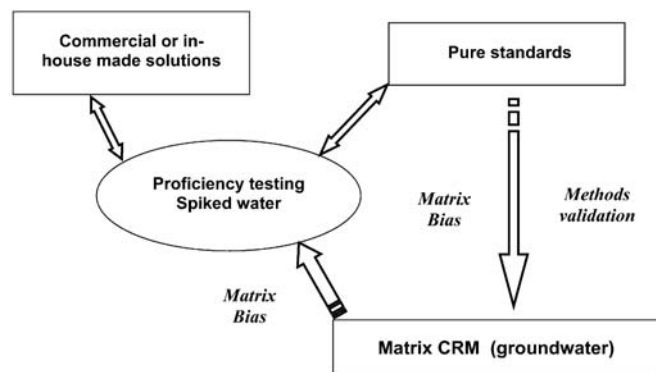 Commercial or in-
house made solutions
Pure standards
Proficiency testing
Spiked water
Matrix
Bias
Methods
validation
Matrix
Bias
Matrix CRM (groundwater)